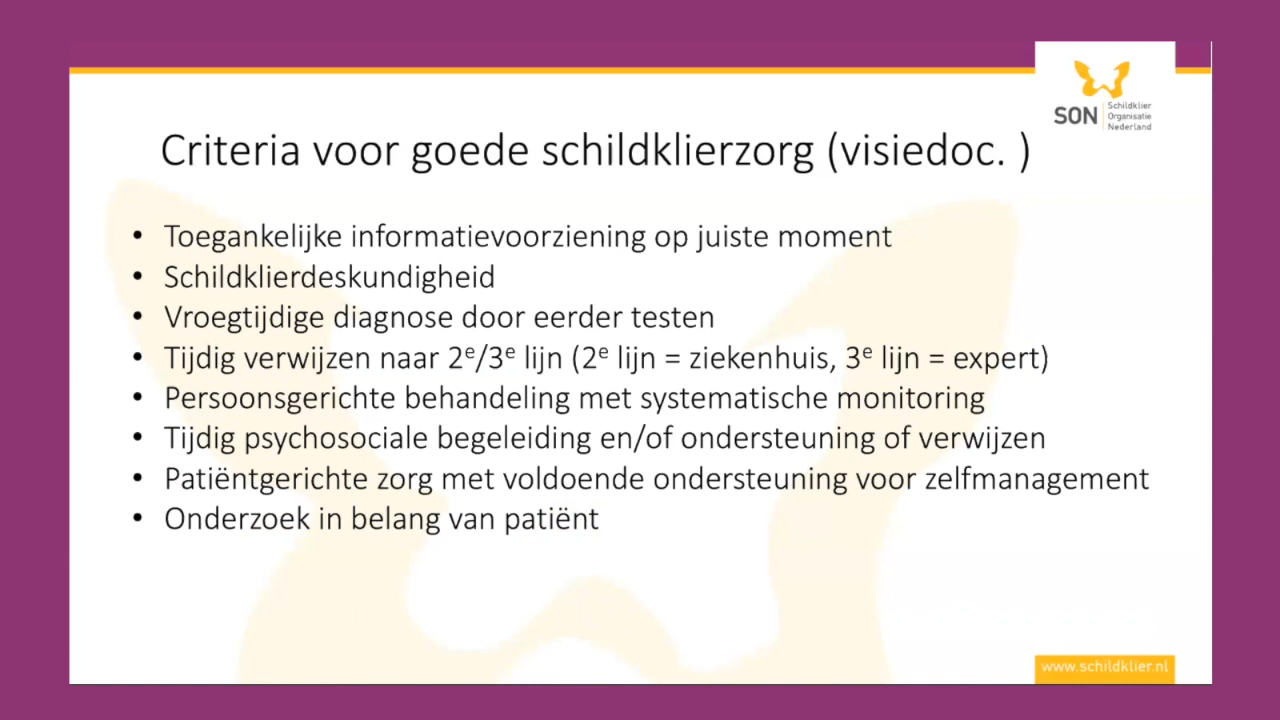 SON
Schildklier
Organisatie
Nederland
Criteria voor goede schildklierzorg (visiedoc. )
• Toegankelijke informatievoorziening op juiste moment
• Schildklierdeskundigheid
• Vroegtijdige diagnose door eerder testen
• Tijdig verwijzen naar 2ᵉ/3ᵉ lijn (2ᵉ lijn = ziekenhuis, 3ᵉ lijn = expert)
• Persoonsgerichte behandeling met systematische monitoring
• Tijdig psychosociale begeleiding en/of ondersteuning of verwijzen
• Patiëntgerichte zorg met voldoende ondersteuning voor zelfmanagement
• Onderzoek in belang van patiënt
www.schildklier.nl